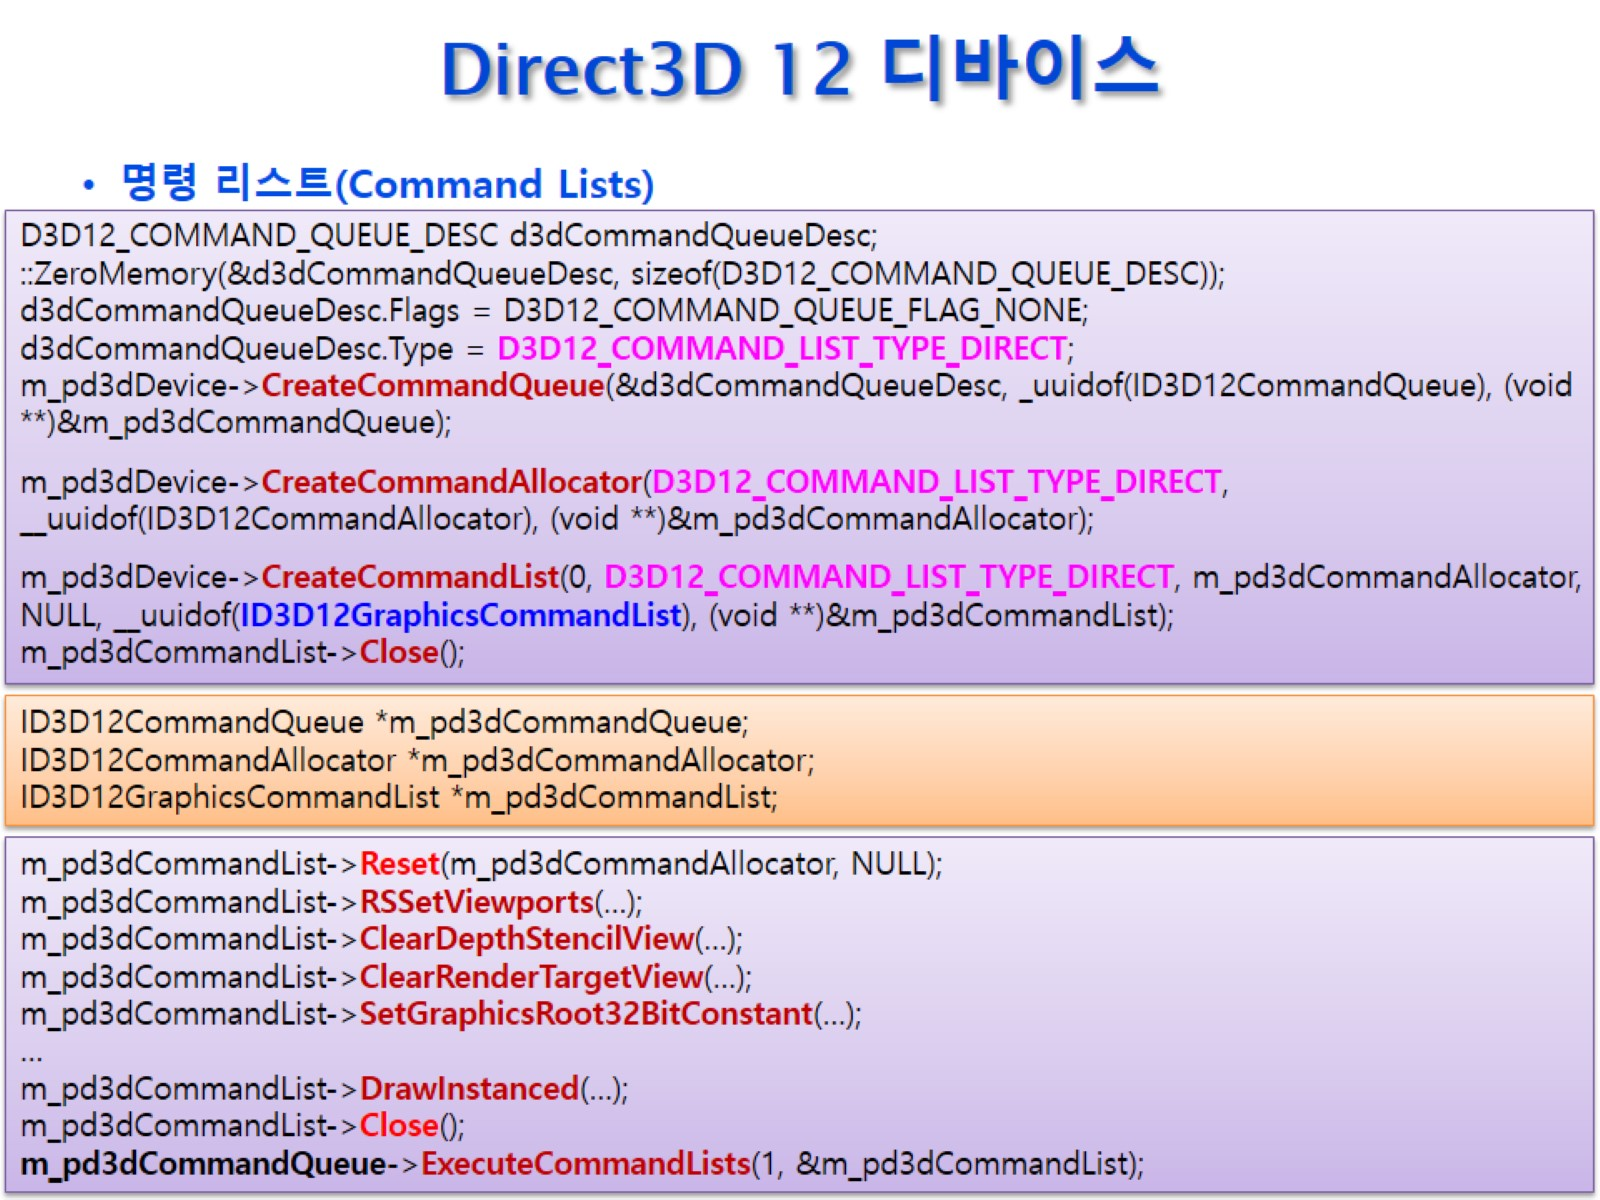 Direct3D 12 디바이스
• 명령 리스트(Command Lists)
D3D12_COMMAND_QUEUE_DESC d3dCommandQueueDesc;
::ZeroMemory(&d3dCommandQueueDesc, sizeof(D3D12_COMMAND_QUEUE_DESC));
d3dCommandQueueDesc.Flags = D3D12_COMMAND_QUEUE_FLAG_NONE;
d3dCommandQueueDesc.Type = D3D12_COMMAND_LIST_TYPE_DIRECT;
m_pd3dDevice->CreateCommandQueue(&d3dCommandQueueDesc, _uuidof(ID3D12CommandQueue), (void
**)&m_pd3dCommandQueue);
m_pd3dDevice->CreateCommandAllocator(D3D12_COMMAND_LIST_TYPE_DIRECT,
__uuidof(ID3D12CommandAllocator), (void **)&m_pd3dCommandAllocator);
m_pd3dDevice->CreateCommandList(0, D3D12_COMMAND_LIST_TYPE_DIRECT, m_pd3dCommandAllocator,
NULL, __uuidof(ID3D12GraphicsCommandList), (void **)&m_pd3dCommandList);
m_pd3dCommandList->Close();
ID3D12CommandQueue *m_pd3dCommandQueue;
ID3D12CommandAllocator *m_pd3dCommandAllocator;
ID3D12GraphicsCommandList *m_pd3dCommandList;
m_pd3dCommandList->Reset(m_pd3dCommandAllocator, NULL);
m_pd3dCommandList->RSSetViewports(...);
m_pd3dCommandList->ClearDepthStencilView(...);
m_pd3dCommandList->ClearRenderTargetView(...);
m_pd3dCommandList->SetGraphicsRoot32BitConstant(...);
...
m_pd3dCommandList->DrawInstanced(...);
m_pd3dCommandList->Close();
m_pd3dCommandQueue->ExecuteCommandLists(1, &m_pd3dCommandList);